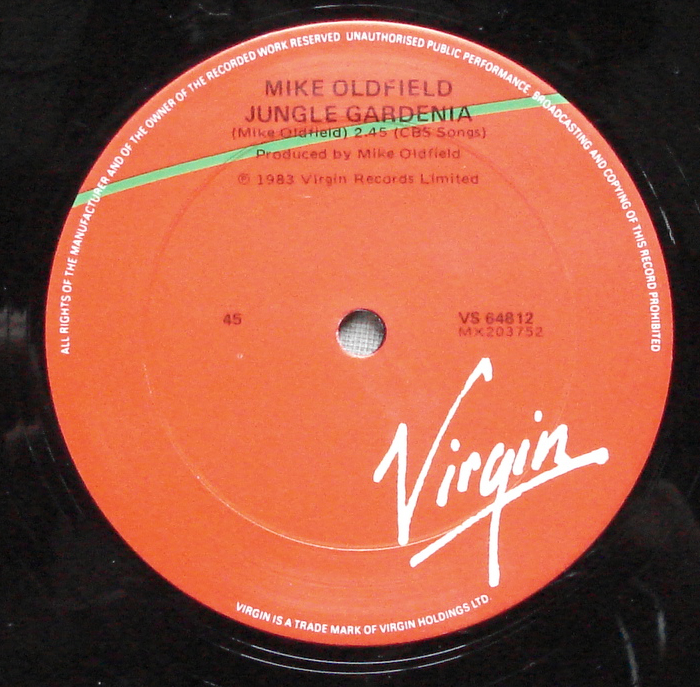 ALL RIGHTS OF THE MANUFACTURER AND OF THE OWNER OF THE RECORDED WORK RESERVED UNAUTHORISED PUBLIC PERFORMANCE BROADCASTING AND COPYING OF THIS RECORD PROHIBITED
MIKE OLDFIELD
JUNGLE GARDENIA
(Mike Oldfield) 2.45 (CBS Songs)
Produced by Mike Oldfield
℗ 1983 Virgin Records Limited
45
VS 64812
MX203752
Virgin
VIRGIN IS A TRADE MARK OF VIRGIN HOLDINGS LTD.